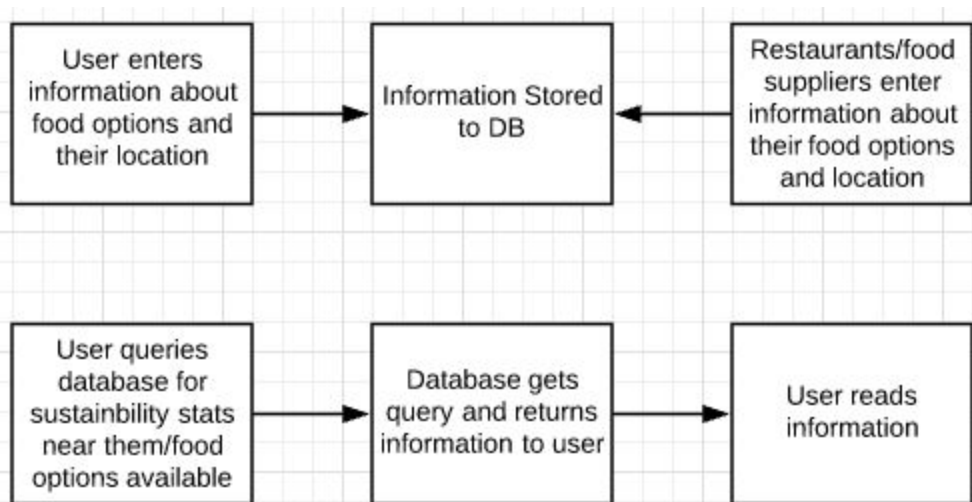 User enters
information about
food options and
their location
Information Stored
to DB
Restaurants/food
suppliers enter
information about
their food options
and location
User queries
database for
sustainbility stats
near them/food
options available
Database gets
query and returns
information to user
User reads
information